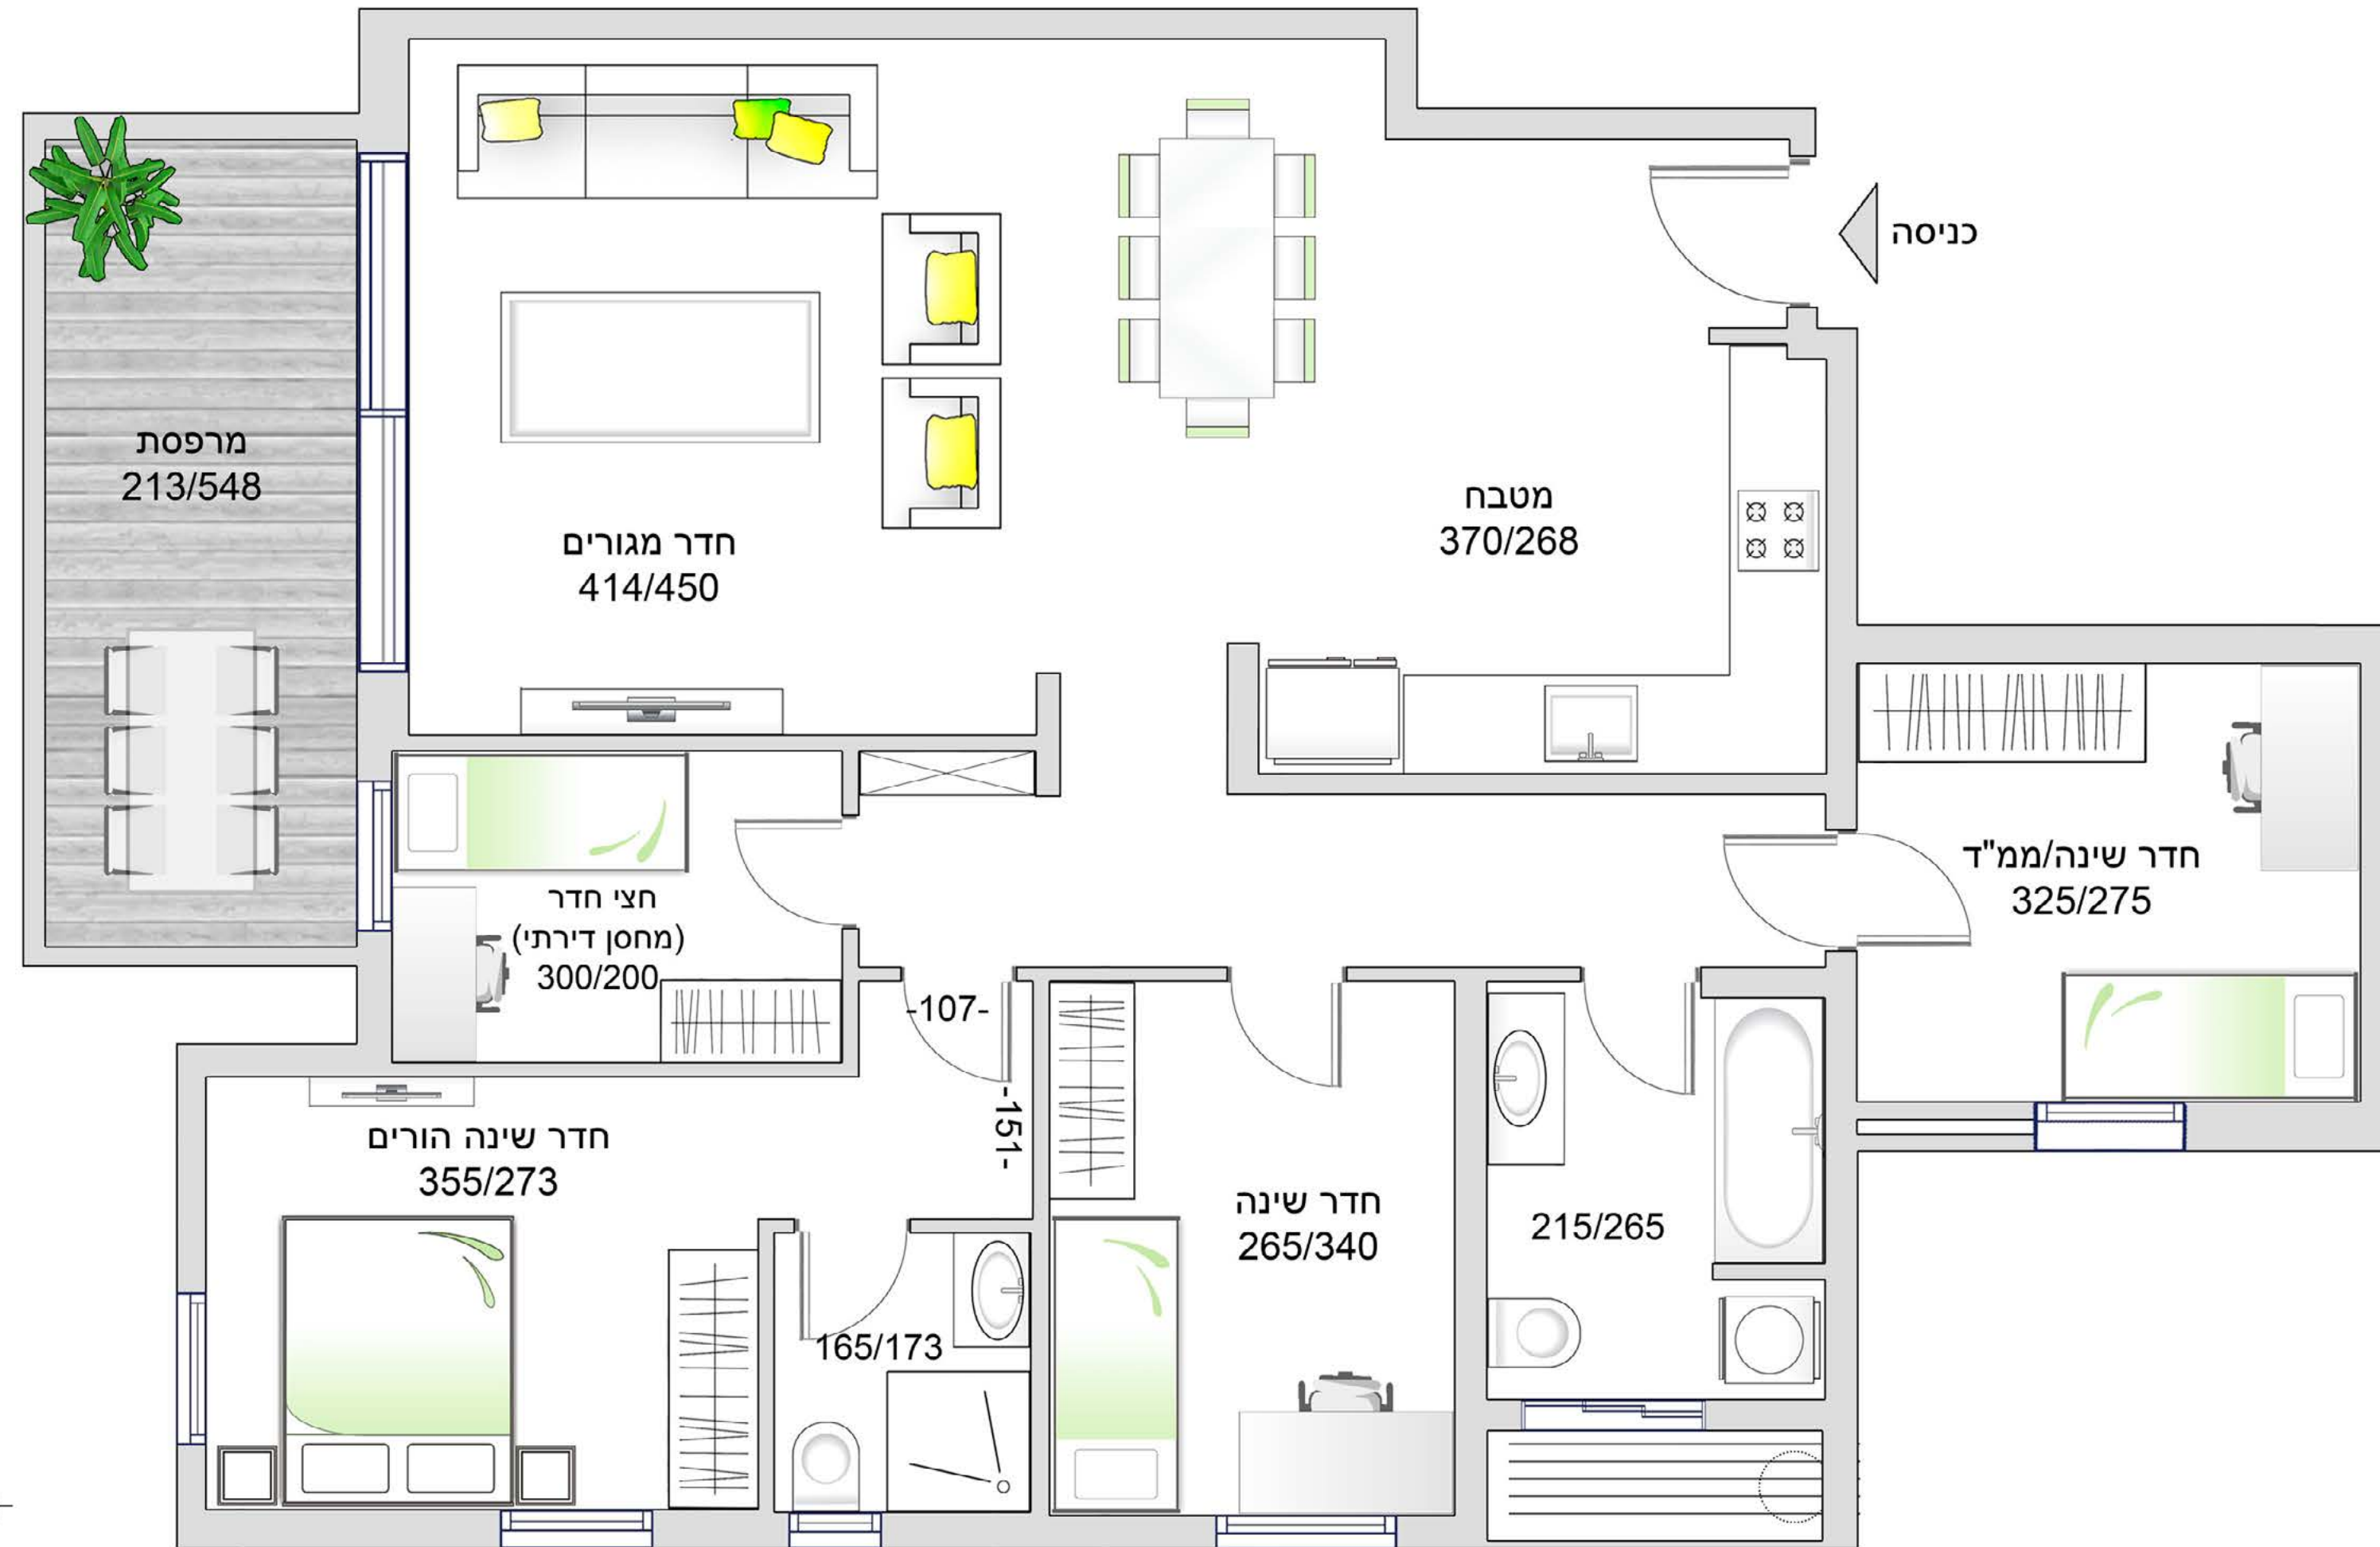 כניסה
מרפסת
213/548
חדר מגורים
414/450
מטבח
370/268
חדר שינה/ממ"ד
325/275
חצי חדר
(מחסן דירתי)
300/200
-107-
-151-
חדר שינה הורים
355/273
165/173
חדר שינה
265/340
215/265